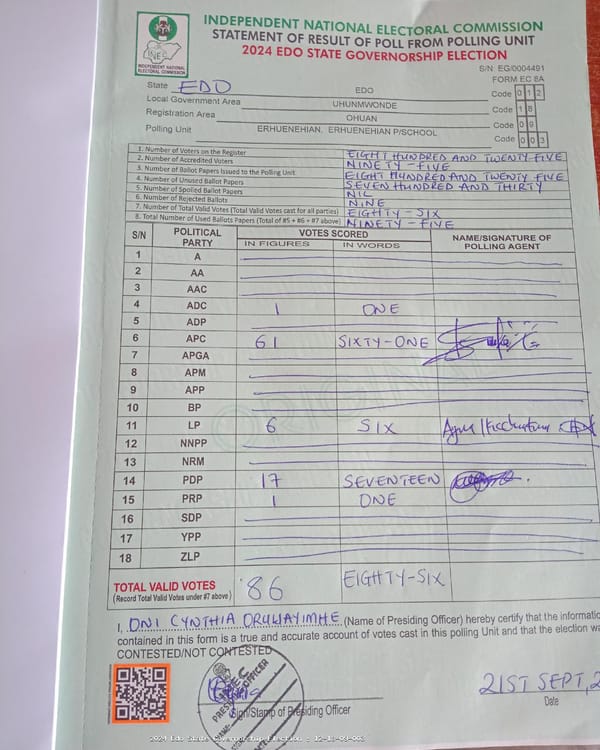 INEC
INDEPENDENT NATIONAL
ELECTORAL COMMISSION
INDEPENDENT NATIONAL ELECTORAL COMMISSION
STATEMENT OF RESULT OF POLL FROM POLLING UNIT
2024 EDO STATE GOVERNORSHIP ELECTION
S/N: EG/0004491
FORM EC 8A
State EDO EDO Code 0 1 2
Local Government Area UHUNMWONDE Code 1 8
Registration Area OHUAN Code 0 9
Polling Unit ERHUENEHIAN, ERHUENEHIAN P/SCHOOL Code 0 0 3
1. Number of Voters on the Register EIGHT HUNDRED AND TWENTY FIVE
2. Number of Accredited Voters NINETY-FIVE
3. Number of Ballot Papers Issued to the Polling Unit EIGHT HUNDRED AND TWENTY FIVE
4. Number of Unused Ballot Papers SEVEN HUNDRED AND THIRTY
5. Number of Spoiled Ballot Papers NIL
6. Number of Rejected Ballots NINE
7. Number of Total Valid Votes (Total Valid Votes cast for all parties) EIGHTY-SIX
8. Total Number of Used Ballots Papers (Total of #5 + #6 + #7 above) NINETY-FIVE
S/N POLITICAL PARTY VOTES SCORED NAME/SIGNATURE OF POLLING AGENT
IN FIGURES IN WORDS
1 A
2 AA
3 AAC
4 ADC 1 ONE
5 ADP
6 APC 61 SIXTY-ONE
7 APGA
8 APM
9 APP
10 BP
11 LP 6 SIX
12 NNPP
13 NRM
14 PDP 17 SEVENTEEN
15 PRP 1 ONE
16 SDP
17 YPP
18 ZLP
ORIGINAL
TOTAL VALID VOTES 86 EIGHTY-SIX
(Record Total Valid Votes under #7 above)
I, ONI CYNTHIA ORUWAYIMHE (Name of Presiding Officer) hereby certify that the informatio
contained in this form is a true and accurate account of votes cast in this polling Unit and that the election wa
CONTESTED/NOT CONTESTED
PRESIDING OFFICER
Sign/Stamp of Presiding Officer
21ST SEPT, 2
Date
2024 Edo State Governorship Election : 12-18-09-003